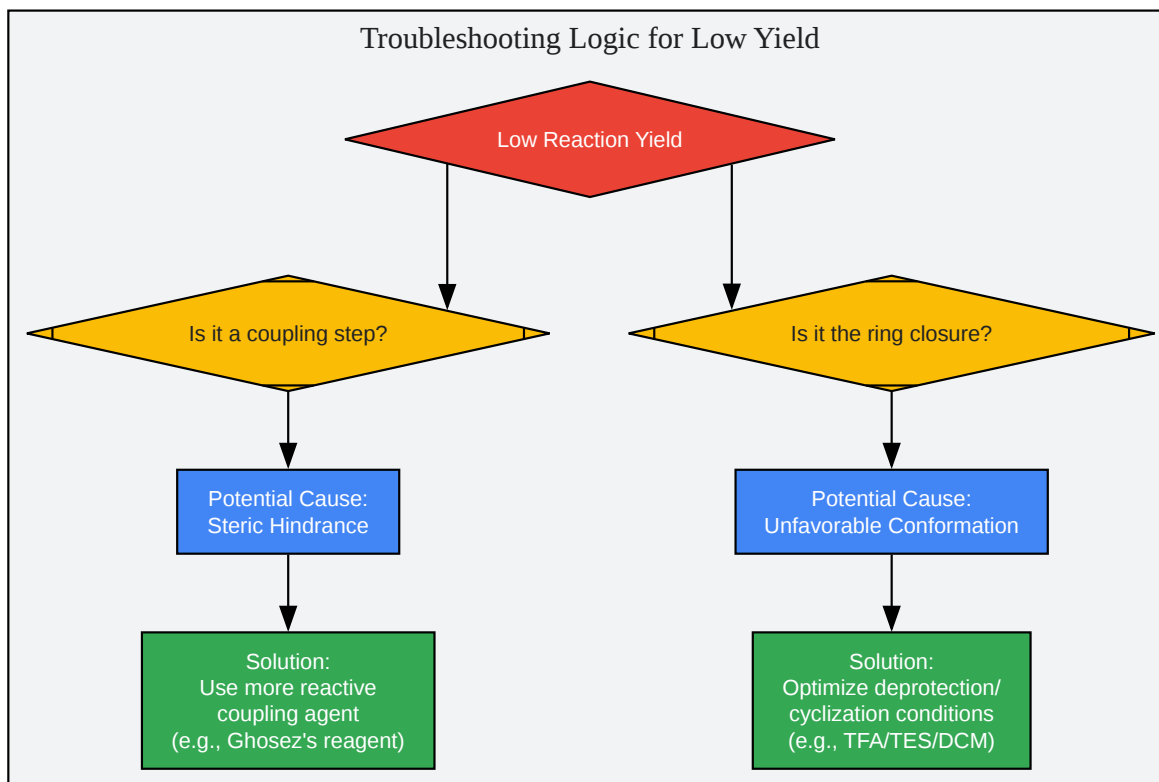 Troubleshooting Logic for Low Yield
Low Reaction Yield
Is it a coupling step?
Is it the ring closure?
Potential Cause:
Steric Hindrance
Potential Cause:
Unfavorable Conformation
Solution:
Use more reactive
coupling agent
(e.g., Ghosez's reagent)
Solution:
Optimize deprotection/
cyclization conditions
(e.g., TFA/TES/DCM)